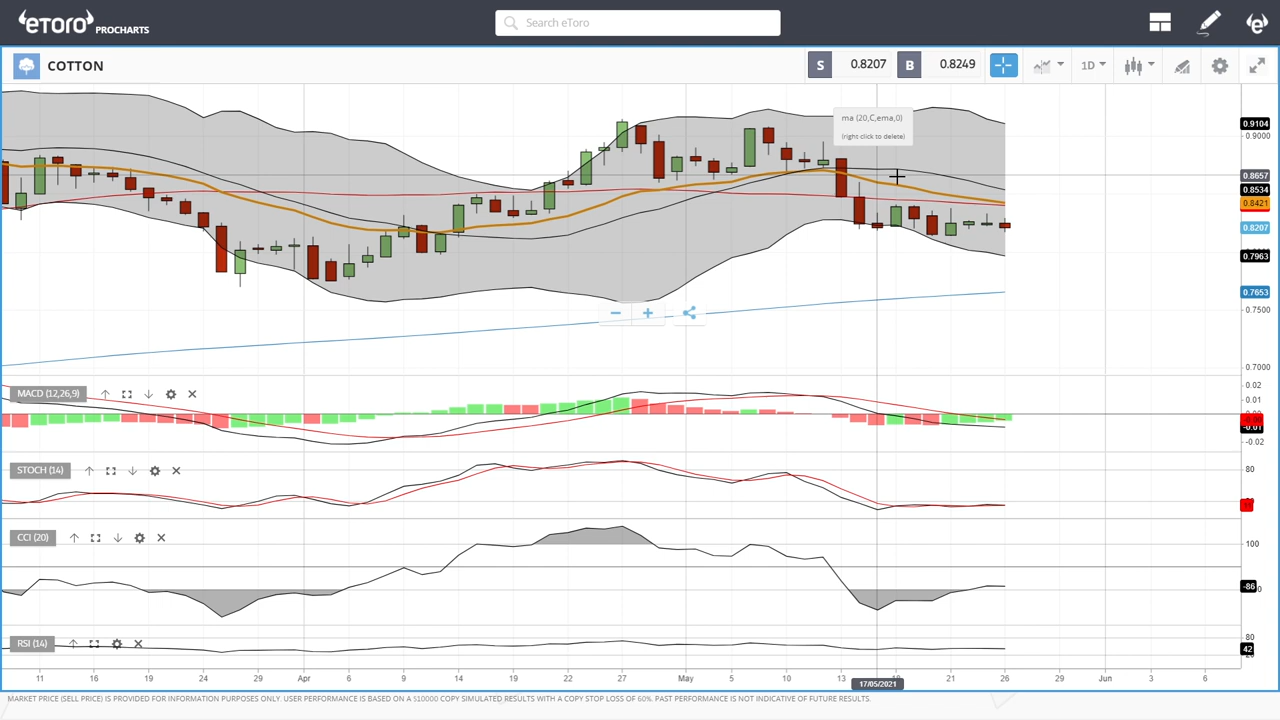 eToro PROCHARTS
Search eToro
COTTON
S 0.8207 B 0.8249
1D
ma (20,C,ema,0)
(right click to delete)
0.9104
0.9000
0.8657
0.8534
0.8421
0.8207
0.7963
0.7653
0.7500
0.7000
MACD (12,26,9)
0.02
0.01
0.00
-0.01
-0.02
STOCH (14)
80
CCI (20)
100
-86
RSI (14)
80
42
11 16 19 24 29 Apr 6 9 14 19 22 27 May 5 10 13 21 26 29 Jun 3 6
17/05/2021
MARKET PRICE (SELL PRICE) IS PROVIDED FOR INFORMATION PURPOSES ONLY. USER PERFORMANCE IS BASED ON A $10000 COPY SIMULATED RESULTS WITH A COPY STOP LOSS OF 60%. PAST PERFORMANCE IS NOT INDICATIVE OF FUTURE RESULTS.